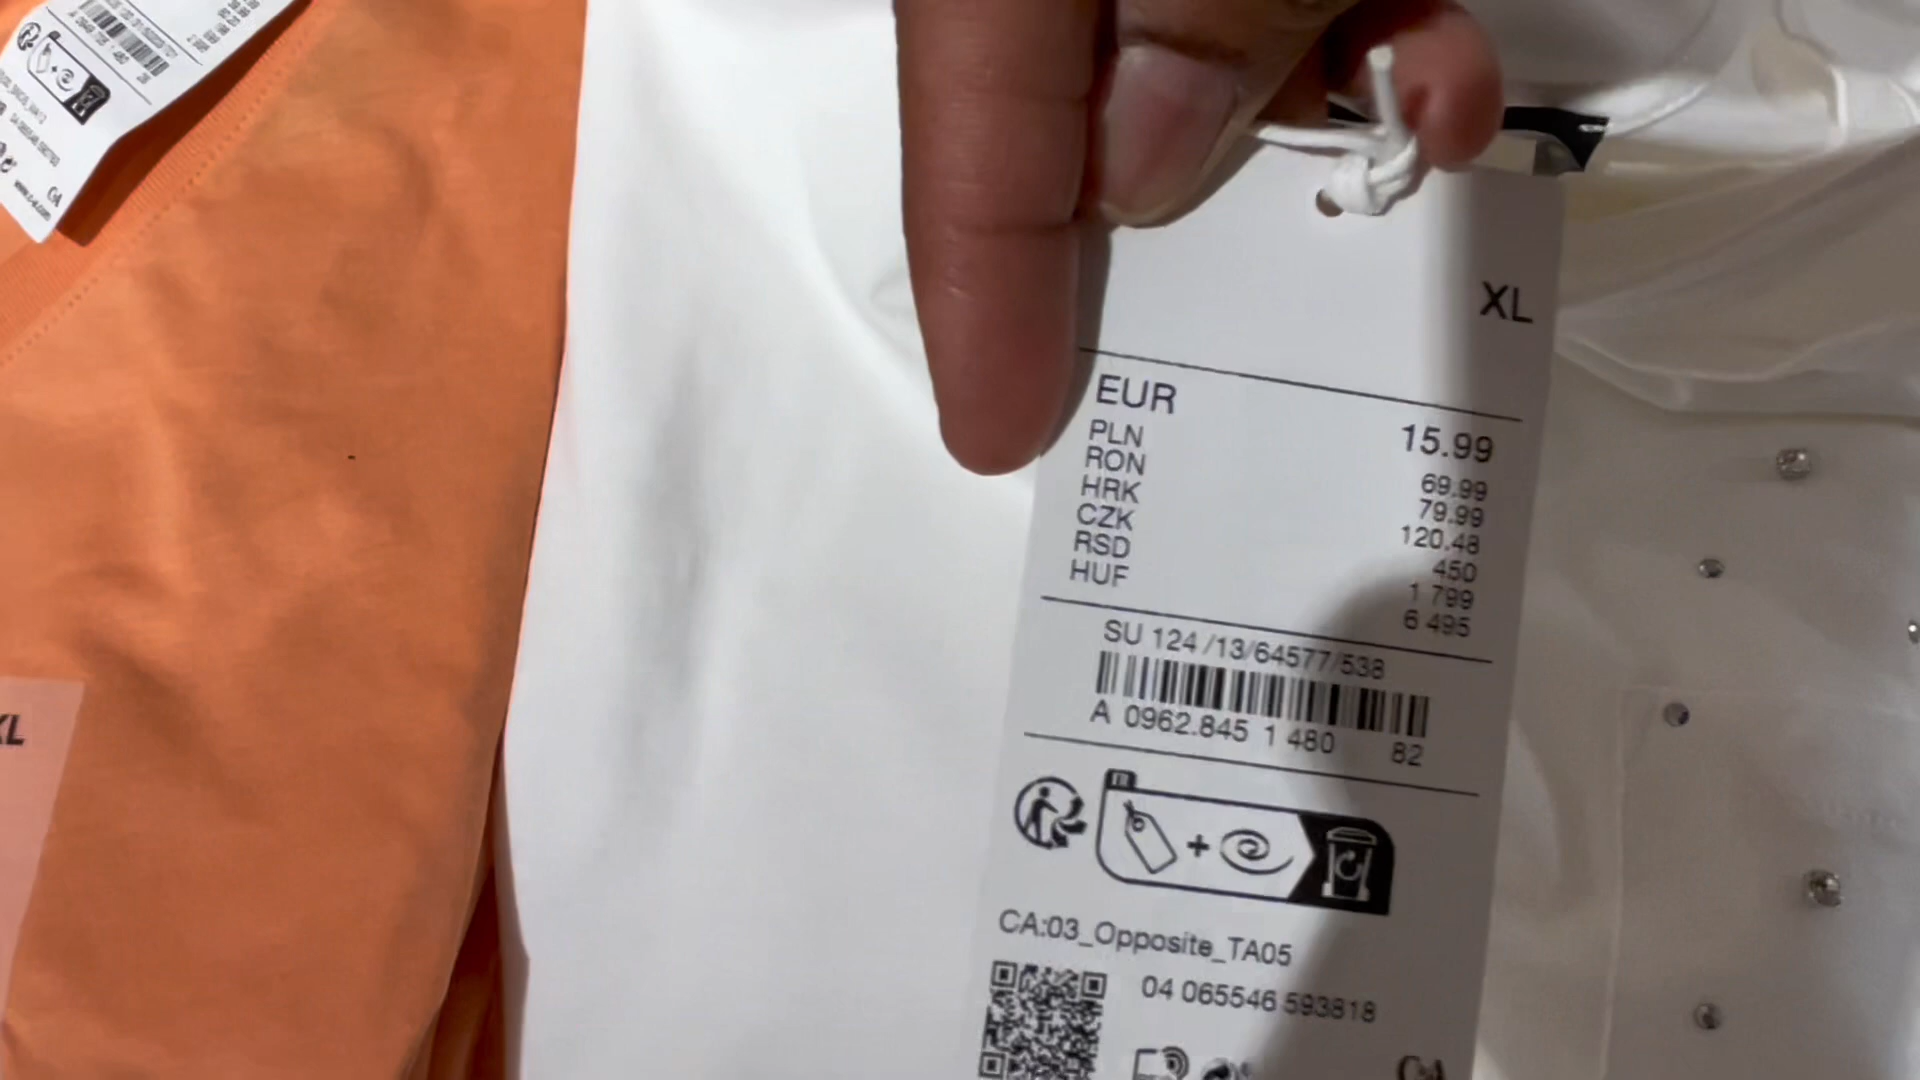 XL
EUR 15.99
PLN 69.99
RON 79.99
HRK 120.48
CZK 450
RSD 1 799
HUF 6 495
SU 124 /13/64577/538
A 0962.845 1 480 82
CA:03_Opposite_TA05
04 065546 593818
C&A
XL